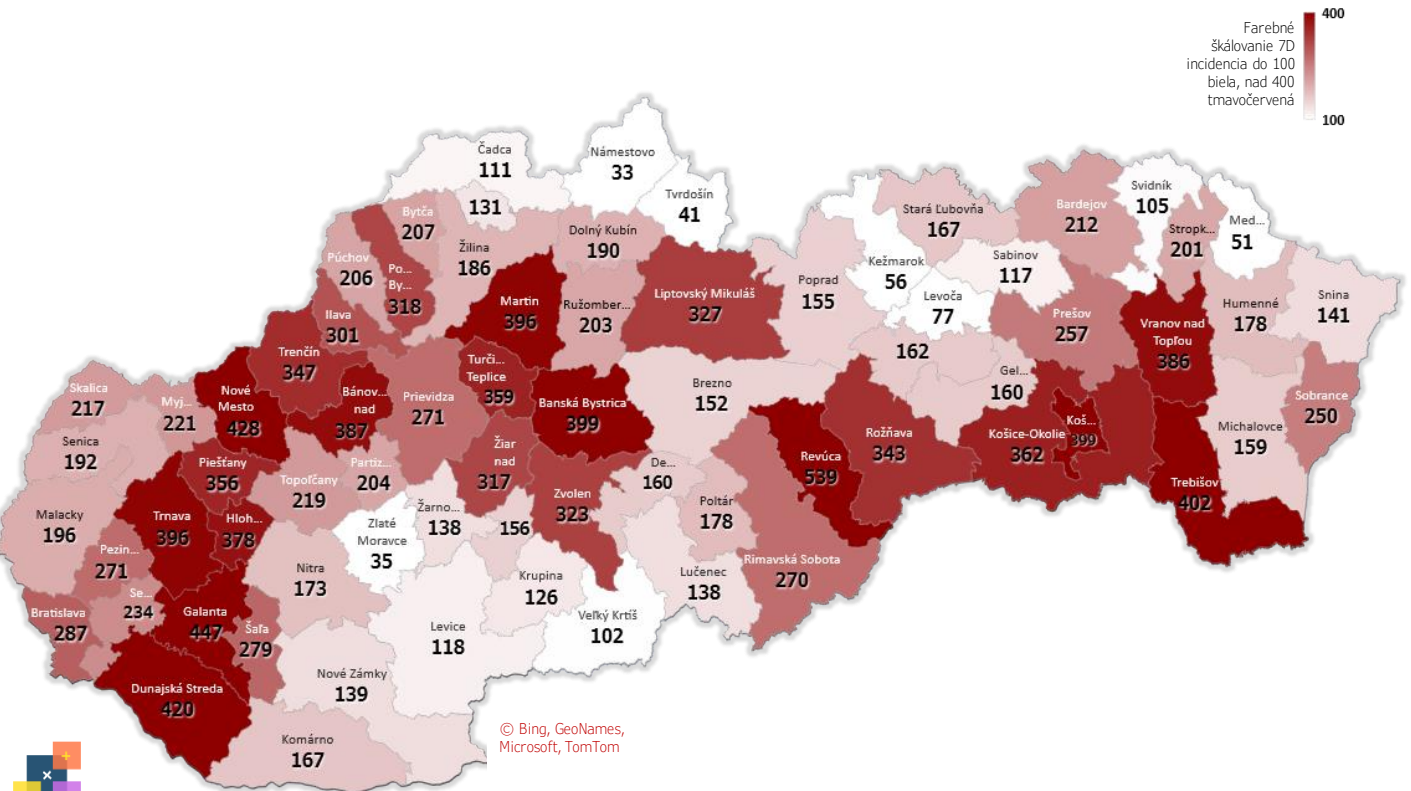 Farebné
škálovanie 7D
incidencia do 100
biela, nad 400
tmavočervená
400
100
Čadca
111
Námestovo
33
Tvrdošín
41
131
Bytča
207
Púchov
206
Po...
By...
318
Žilina
186
Dolný Kubín
190
Stará Ľubovňa
167
Bardejov
212
Svidník
105
Stropk...
201
Med...
51
Ilava
301
Martin
396
Ružomber...
203
Liptovský Mikuláš
327
Poprad
155
Kežmarok
56
Levoča
77
Sabinov
117
Prešov
257
Vranov nad
Topľou
386
Humenné
178
Snina
141
Trenčín
347
Turči...
Teplice
359
162
Gel...
160
Skalica
217
Myj...
221
Nové
Mesto
428
Bánov...
nad
387
Prievidza
271
Banská Bystrica
399
Brezno
152
Sobrance
250
Senica
192
Piešťany
356
Topoľčany
219
Partiz...
204
Žiar
nad
317
Zvolen
323
De...
160
Revúca
539
Rožňava
343
Košice-Okolie
362
Koš...
399
Michalovce
159
Trebišov
402
Malacky
196
Trnava
396
Hloh...
378
Zlaté
Moravce
35
Žarno...
138
156
Poltár
178
Pezin...
271
Nitra
173
Krupina
126
Lučenec
138
Rimavská Sobota
270
Bratislava
287
Se...
234
Galanta
447
Šaľa
279
Levice
118
Veľký Krtíš
102
Dunajská Streda
420
Nové Zámky
139
Komárno
167
© Bing, GeoNames,
Microsoft, TomTom